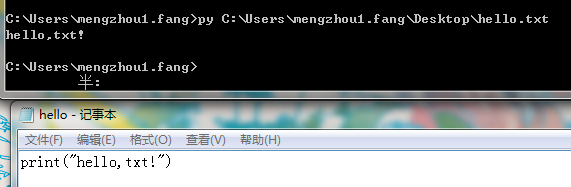 C:\Users\mengzhou1.fang>py C:\Users\mengzhou1.fang\Desktop\hello.txt
hello,txt!
C:\Users\mengzhou1.fang>
半:
hello - 记事本
文件(F) 编辑(E) 格式(O) 查看(V) 帮助(H)
print("hello,txt!")